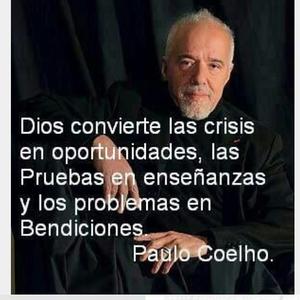 Dios convierte las crisis
en oportunidades, las
Pruebas en enseñanzas
y los problemas en
Bendiciones.
Paulo Coelho.